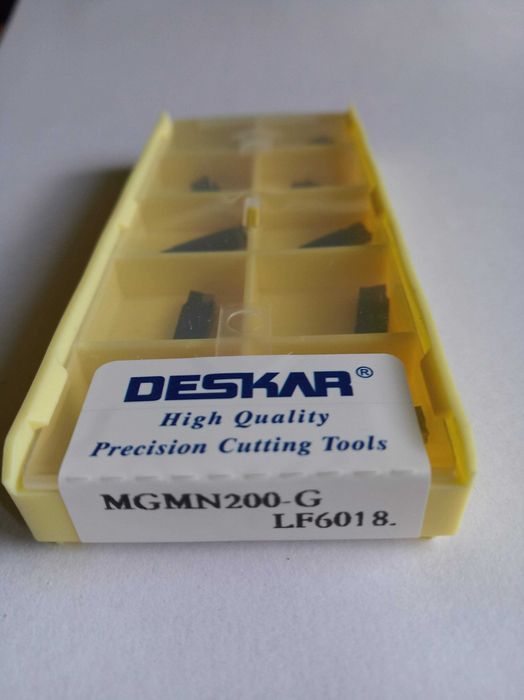 DESKAR®
High Quality
Precision Cutting Tools
MGMN200-G
LF6018.